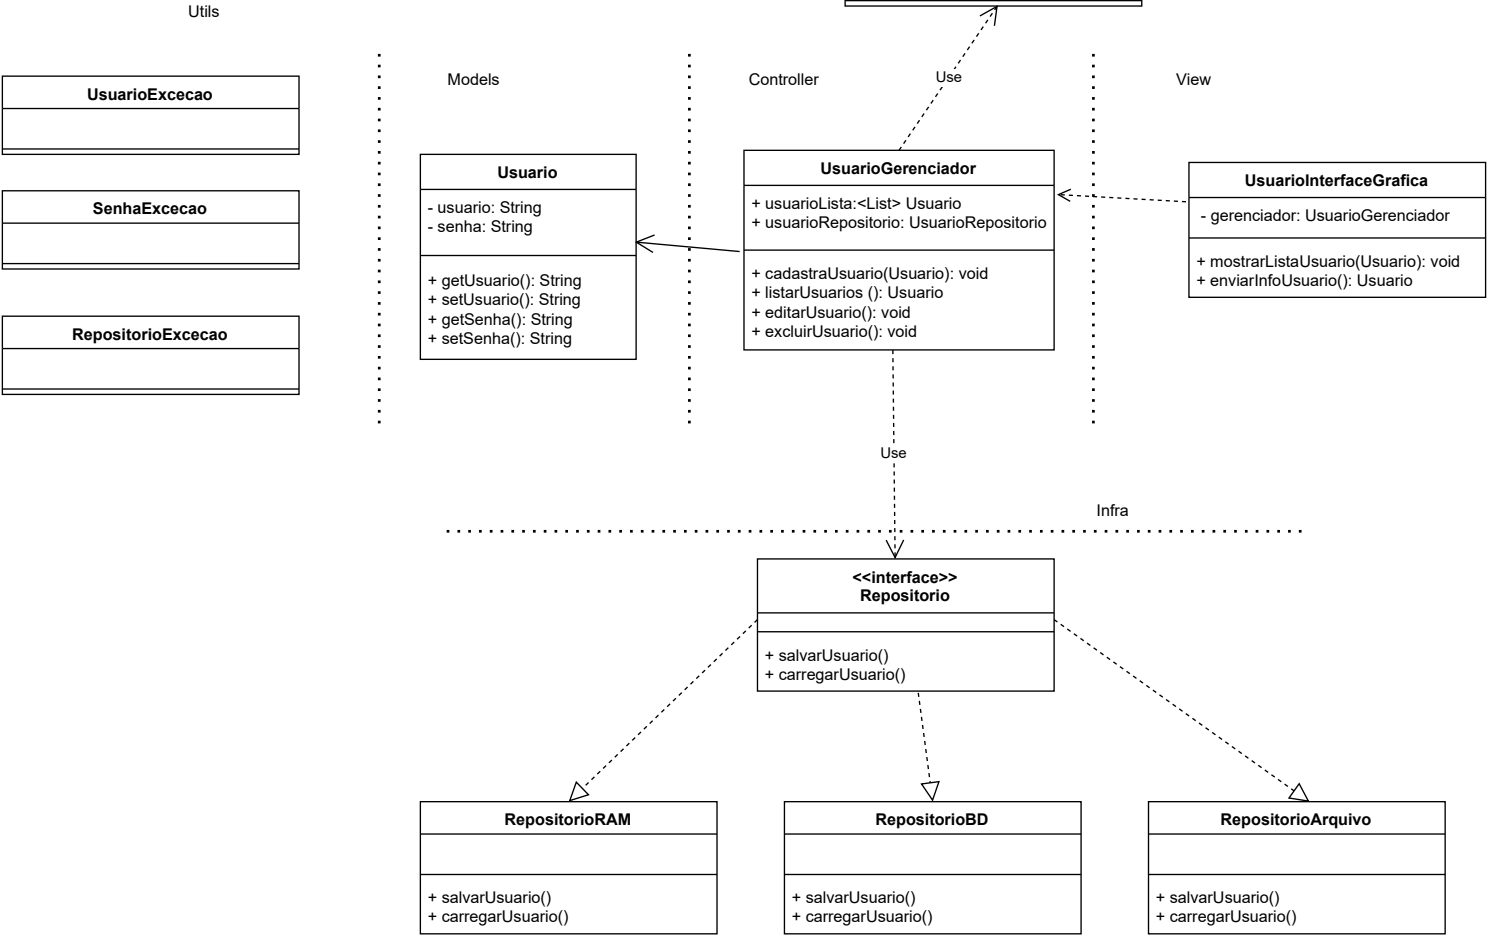 Utils
Models
Controller
Use
View
UsuarioExcecao
SenhaExcecao
RepositorioExcecao
Usuario
- usuario: String
- senha: String
+ getUsuario(): String
+ setUsuario(): String
+ getSenha(): String
+ setSenha(): String
UsuarioGerenciador
+ usuarioLista:<List> Usuario
+ usuarioRepositorio: UsuarioRepositorio
+ cadastraUsuario(Usuario): void
+ listarUsuarios (): Usuario
+ editarUsuario(): void
+ excluirUsuario(): void
UsuarioInterfaceGrafica
- gerenciador: UsuarioGerenciador
+ mostrarListaUsuario(Usuario): void
+ enviarInfoUsuario(): Usuario
Use
Infra
<<interface>>
Repositorio
+ salvarUsuario()
+ carregarUsuario()
RepositorioRAM
+ salvarUsuario()
+ carregarUsuario()
RepositorioBD
+ salvarUsuario()
+ carregarUsuario()
RepositorioArquivo
+ salvarUsuario()
+ carregarUsuario()